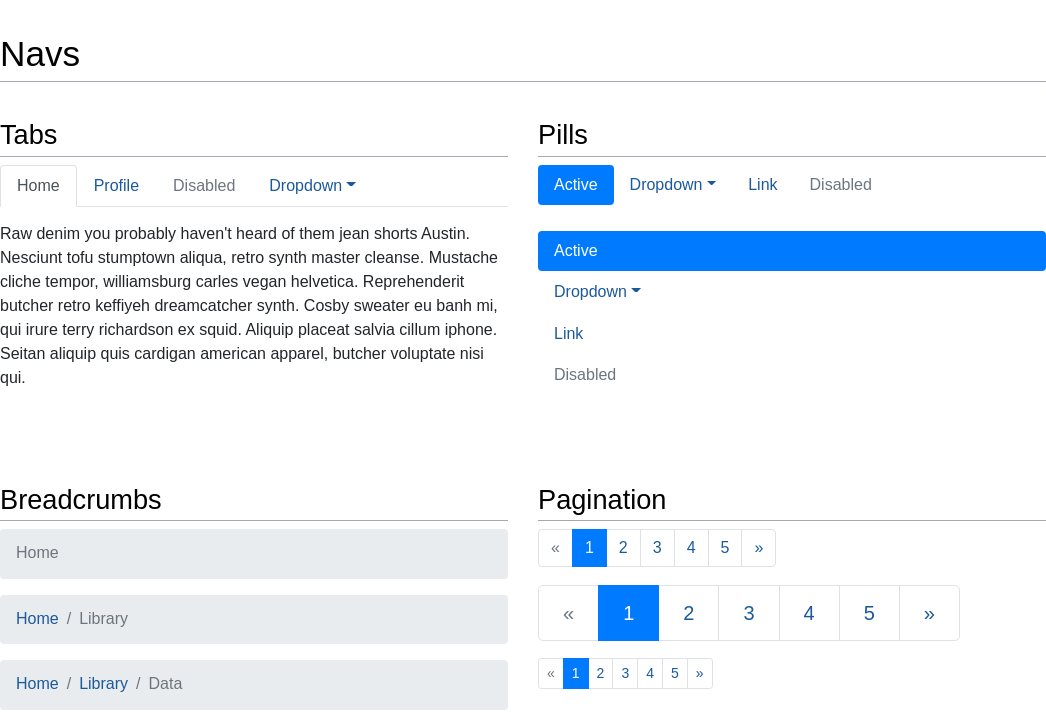 Navs
Tabs
Home Profile Disabled Dropdown
Raw denim you probably haven't heard of them jean shorts Austin.
Nesciunt tofu stumptown aliqua, retro synth master cleanse. Mustache
cliche tempor, williamsburg carles vegan helvetica. Reprehenderit
butcher retro keffiyeh dreamcatcher synth. Cosby sweater eu banh mi,
qui irure terry richardson ex squid. Aliquip placeat salvia cillum iphone.
Seitan aliquip quis cardigan american apparel, butcher voluptate nisi
qui.
Pills
Active Dropdown Link Disabled
Active
Dropdown
Link
Disabled
Breadcrumbs
Home
Home / Library
Home / Library / Data
Pagination
« 1 2 3 4 5 »
« 1 2 3 4 5 »
« 1 2 3 4 5 »